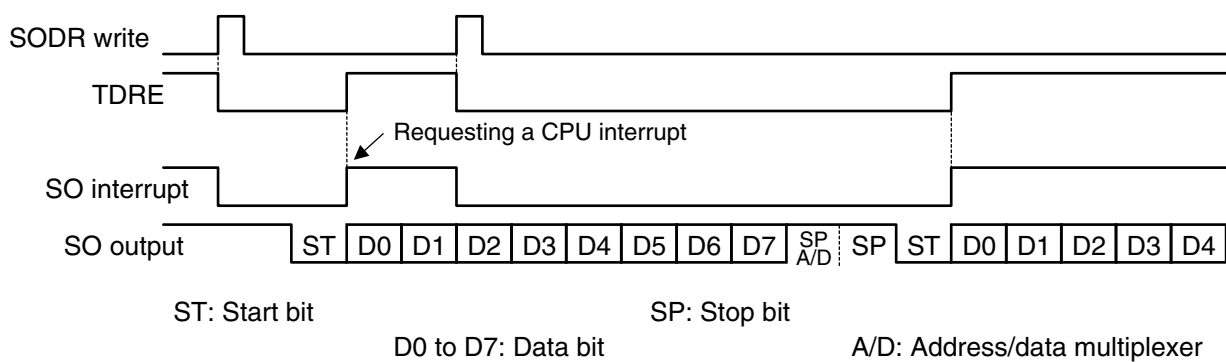 SODR write
TDRE
Requesting a CPU interrupt
SO interrupt
SO output ST D0 D1 D2 D3 D4 D5 D6 D7 SP A/D SP ST D0 D1 D2 D3 D4
ST: Start bit SP: Stop bit
D0 to D7: Data bit A/D: Address/data multiplexer